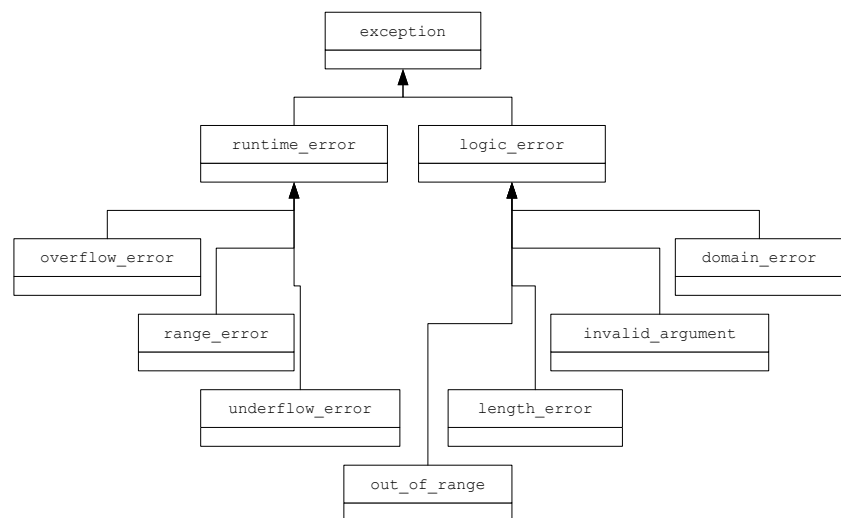 exception
runtime_error
logic_error
overflow_error
domain_error
range_error
invalid_argument
underflow_error
length_error
out_of_range